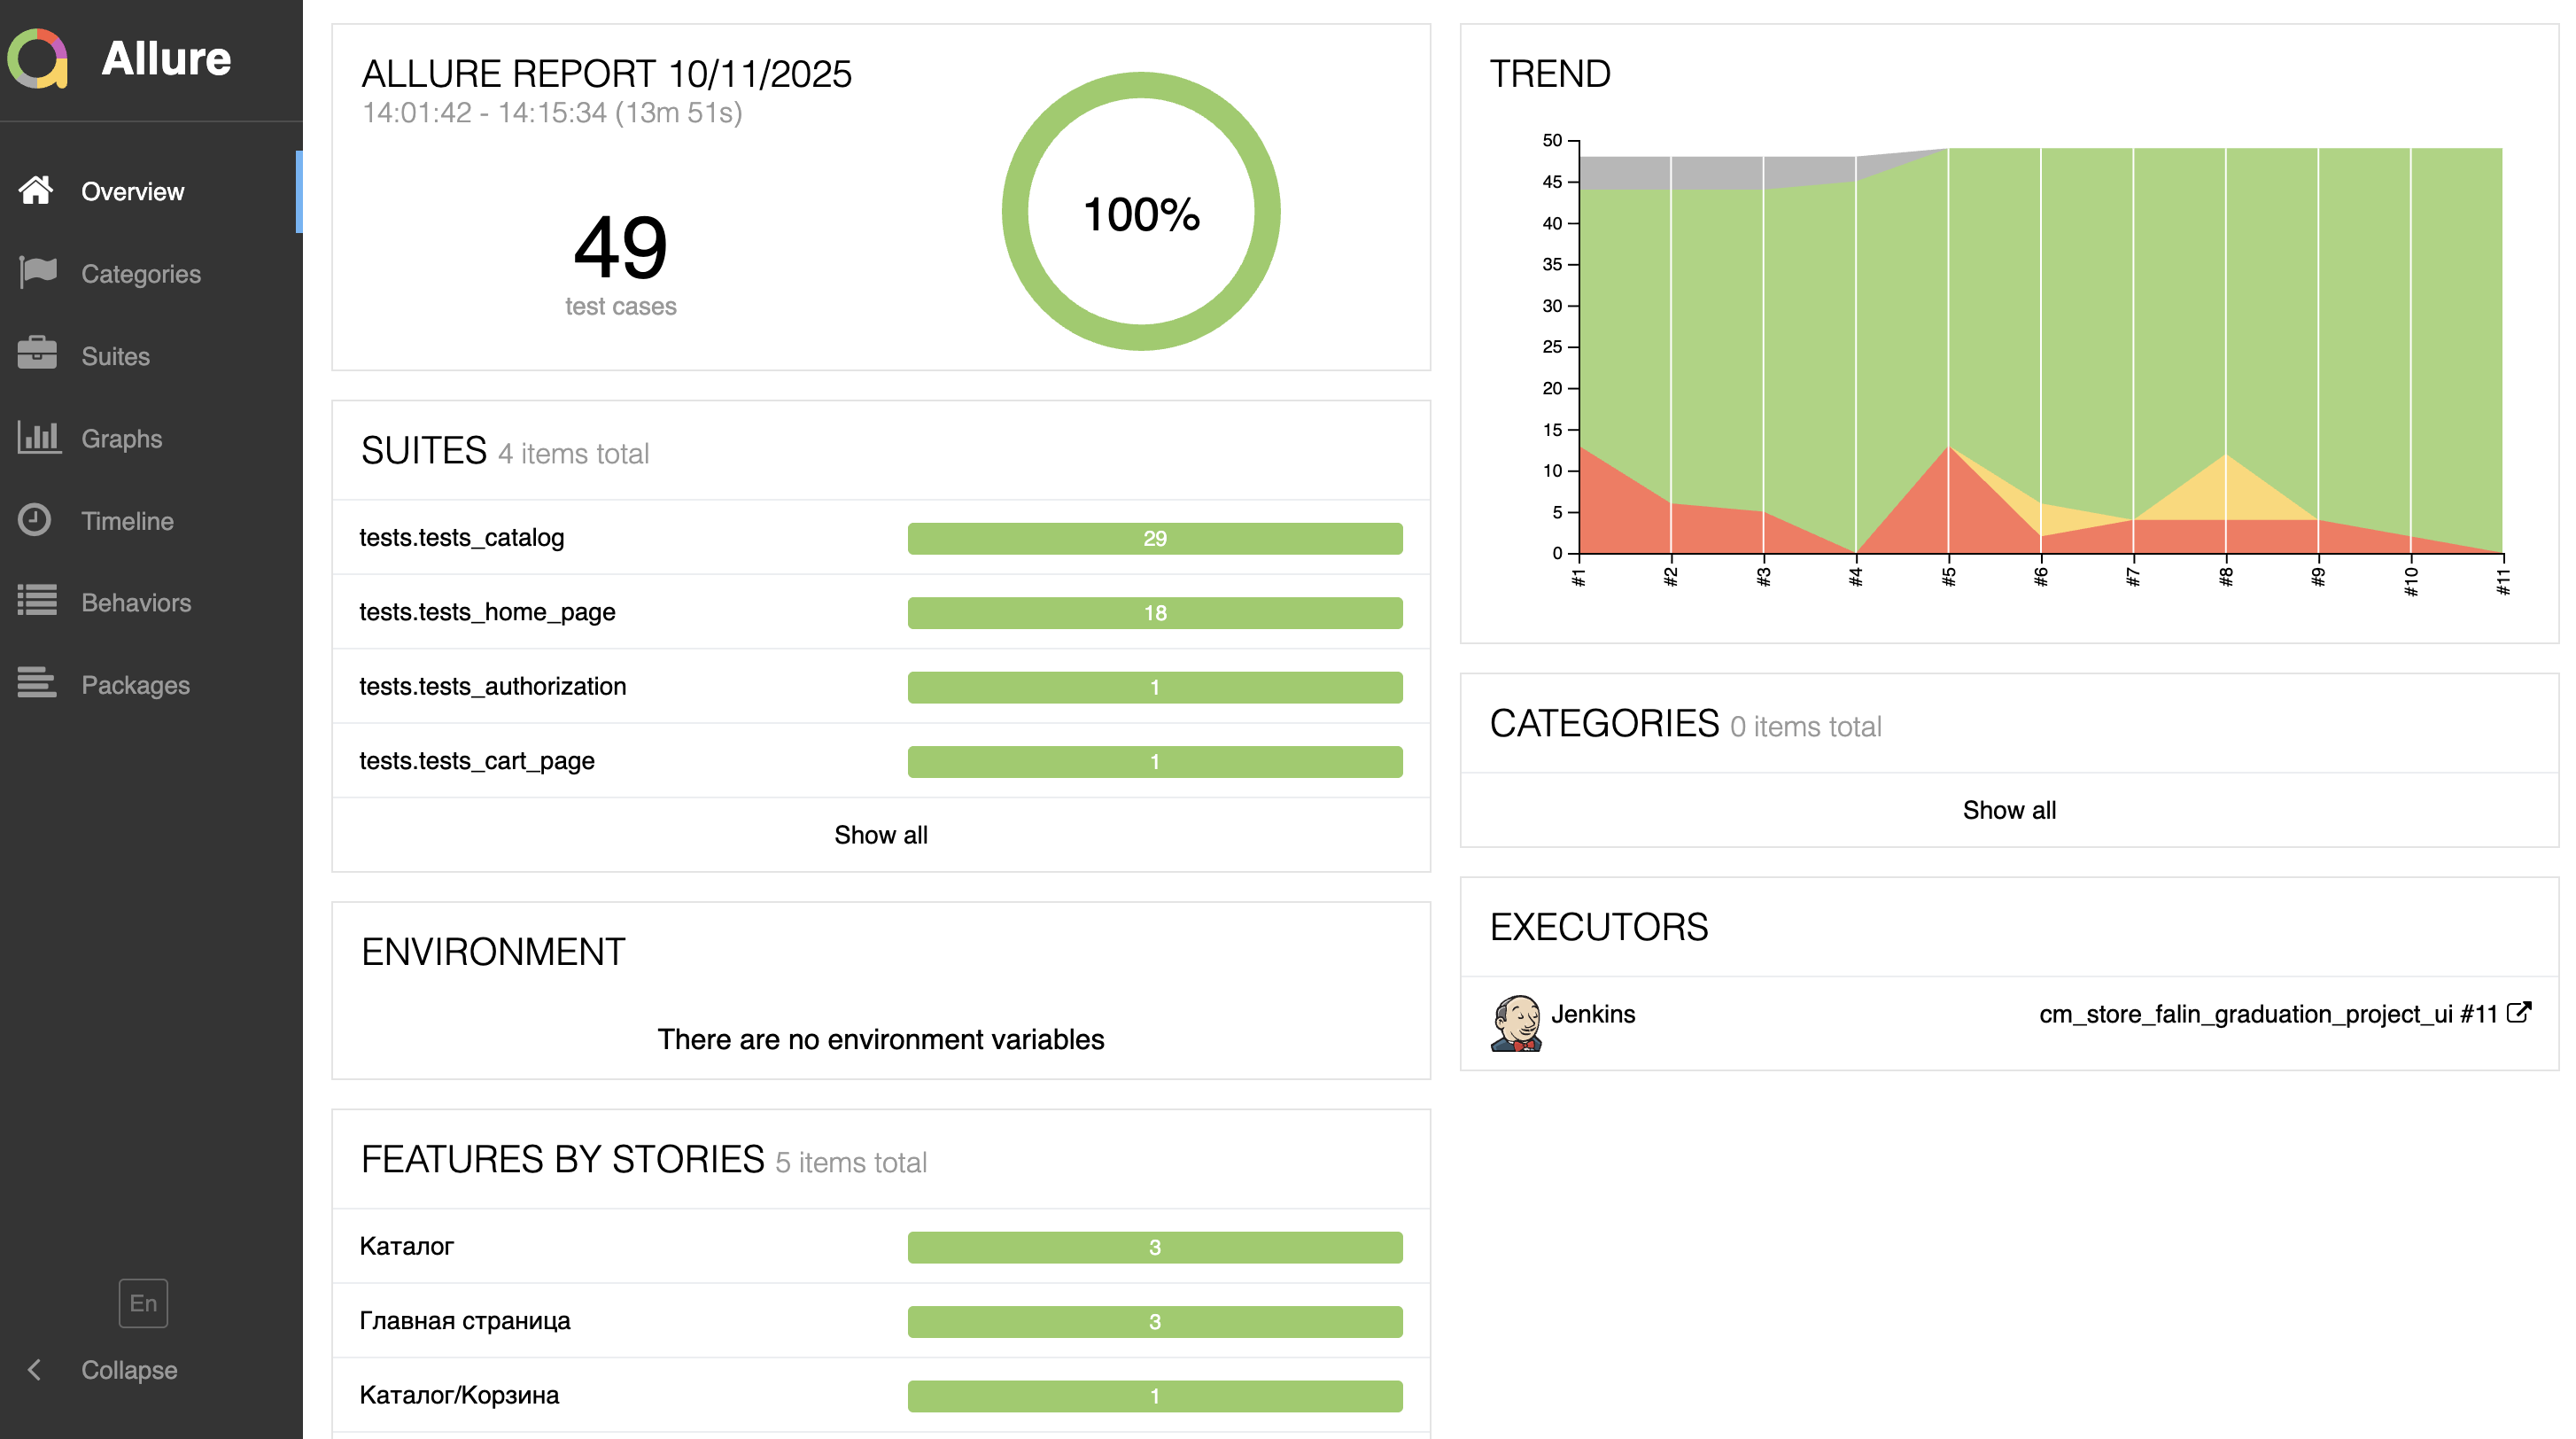 Allure
Overview
Categories
Suites
Graphs
Timeline
Behaviors
Packages
En
Collapse
ALLURE REPORT 10/11/2025
14:01:42 - 14:15:34 (13m 51s)
49
test cases
100%
SUITES 4 items total
tests.tests_catalog 29
tests.tests_home_page 18
tests.tests_authorization 1
tests.tests_cart_page 1
Show all
ENVIRONMENT
There are no environment variables
FEATURES BY STORIES 5 items total
Каталог 3
Главная страница 3
Каталог/Корзина 1
TREND
50
45
40
35
30
25
20
15
10
5
0
#1 #2 #3 #4 #5 #6 #7 #8 #9 #10 #11
CATEGORIES 0 items total
Show all
EXECUTORS
Jenkins cm_store_falin_graduation_project_ui #11